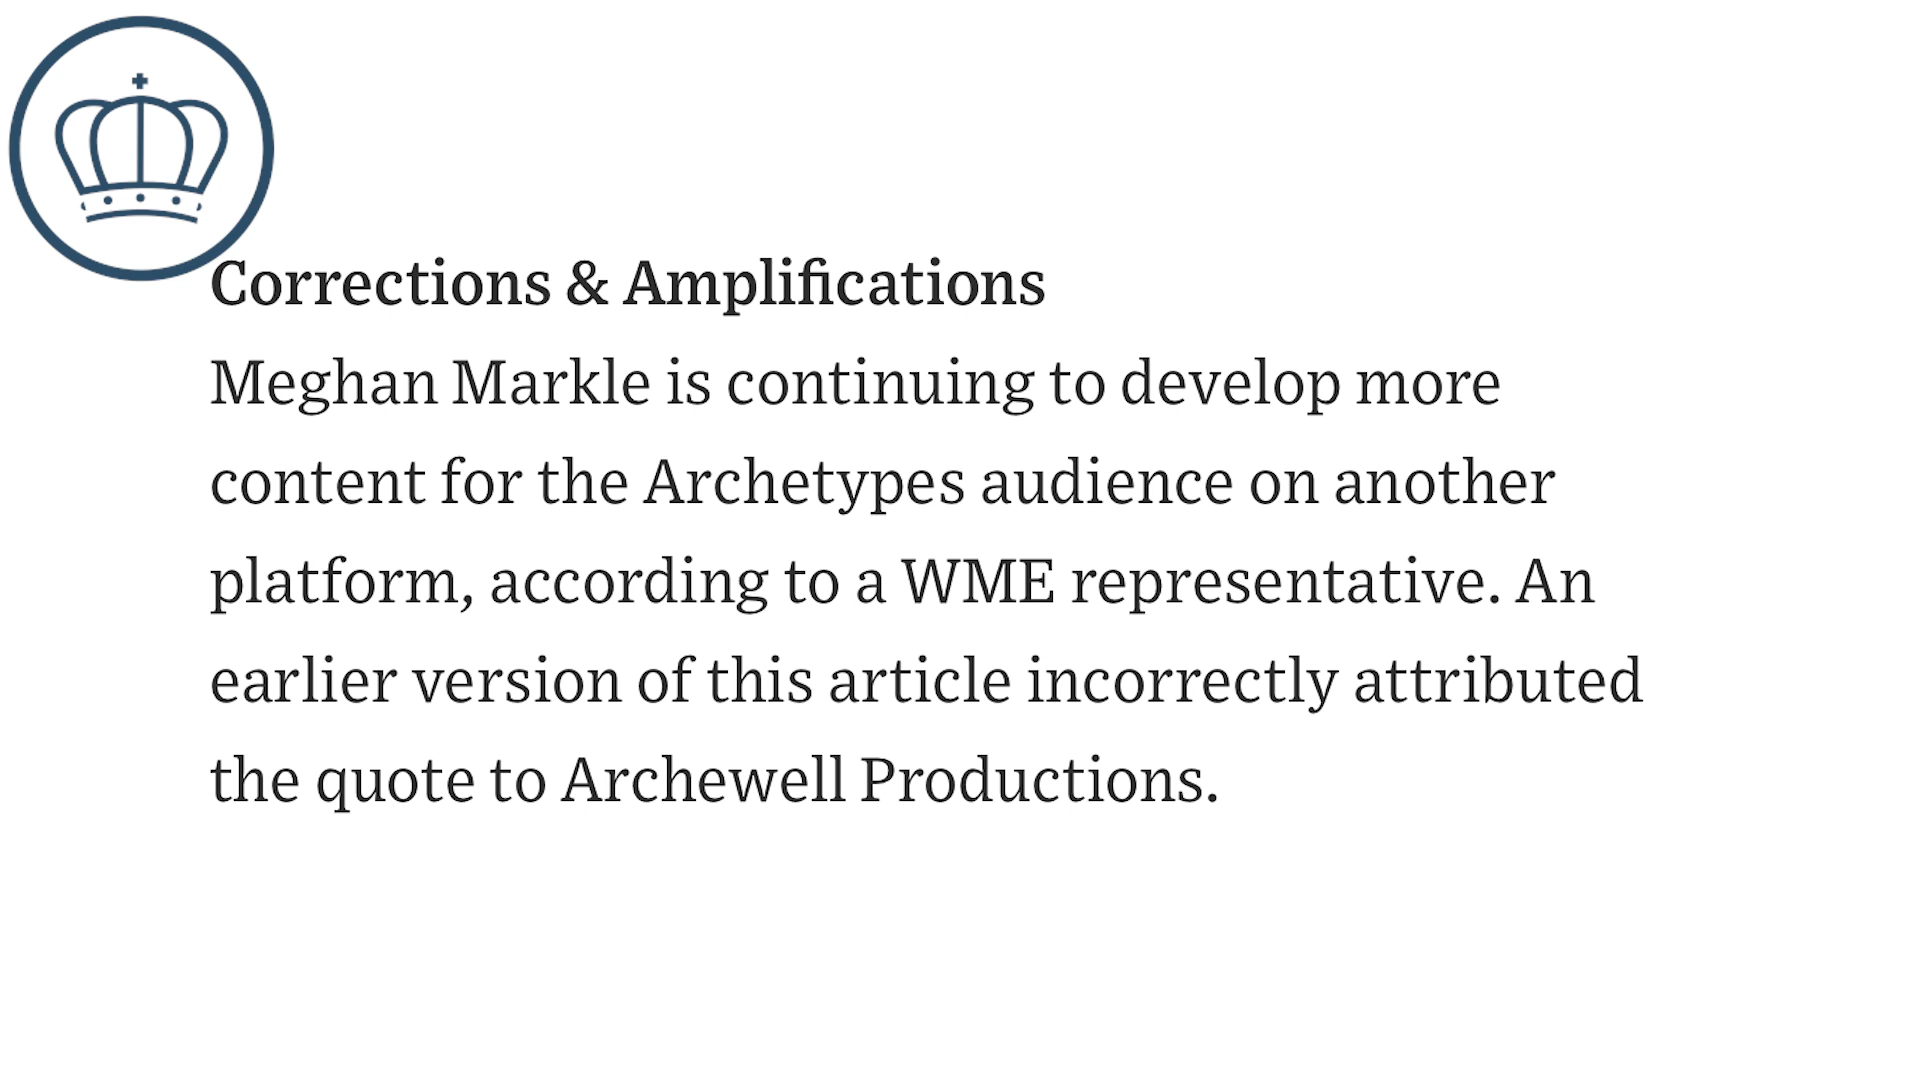 Corrections & Amplifications
Meghan Markle is continuing to develop more
content for the Archetypes audience on another
platform, according to a WME representative. An
earlier version of this article incorrectly attributed
the quote to Archewell Productions.